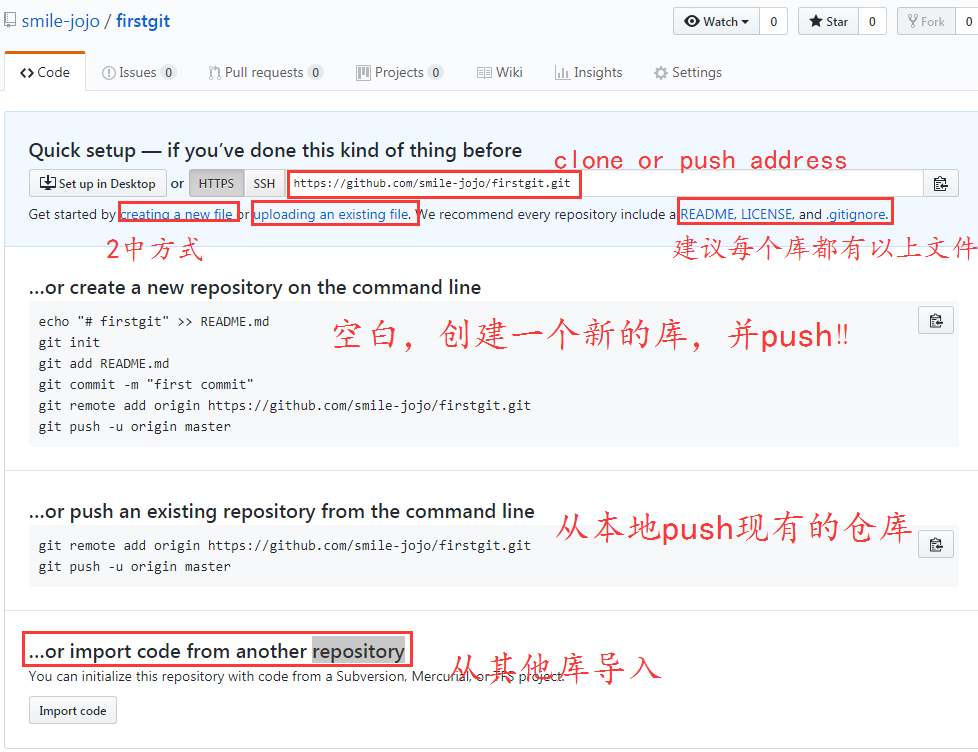 smile-jojo / firstgit
Watch 0 Star 0 Fork 0
Code Issues 0 Pull requests 0 Projects 0 Wiki Insights Settings
Quick setup — if you've done this kind of thing before
clone or push address
Set up in Desktop or HTTPS SSH https://github.com/smile-jojo/firstgit.git
Get started by creating a new file or uploading an existing file. We recommend every repository include a README, LICENSE, and .gitignore.
2中方式
建议每个库都有以上文件
...or create a new repository on the command line
echo "# firstgit" >> README.md
git init
git add README.md
git commit -m "first commit"
git remote add origin https://github.com/smile-jojo/firstgit.git
git push -u origin master
空白，创建一个新的库，并push!!
...or push an existing repository from the command line
git remote add origin https://github.com/smile-jojo/firstgit.git
git push -u origin master
从本地push现有的仓库
...or import code from another repository
从其他库导入
You can initialize this repository with code from a Subversion, Mercurial, or TFS project.
Import code